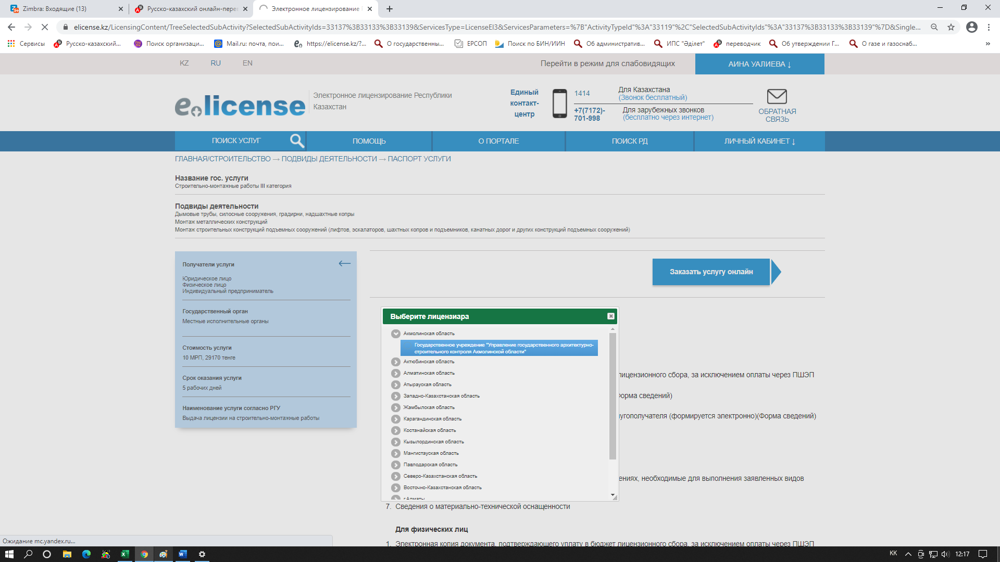 Zimbra: Входящие (13)
Русско-казахский онлайн-пере
Электронное лицензирование
elicense.kz/LicensingContent/TreeSelectedSubActivity?SelectedSubActivityIds=33137%3B33133%3B33139&ServicesType=LicenseEl3&ServicesParameters=%7B"ActivityTypeId"%3A"33119"%2C"SelectedSubActivityIds"%3A"33137%3B33133%3B33139"%7D&Single...
Сервисы
Русско-казахский...
Поиск организаци...
Mail.ru: почта, пои...
https://elicense.kz/?...
О государственны...
ЕРСОП
Поиск по БИН/ИИН
Об административ...
ИПС "Әділет"
переводчик
Об утверждении Г...
О газе и газоснаб...
»
KZ RU EN
Перейти в режим для слабовидящих
АИНА УАЛИЕВА ↓
e.license
Электронное лицензирование Республики
Казахстан
Единый
контакт-
центр
1414
Для Казахстана
(Звонок бесплатный)
+7(7172)-
701-998
Для зарубежных звонков
(бесплатно через интернет)
ОБРАТНАЯ
СВЯЗЬ
ПОИСК УСЛУГ
ПОМОЩЬ
О ПОРТАЛЕ
ПОИСК РД
ЛИЧНЫЙ КАБИНЕТ ↓
ГЛАВНАЯ/СТРОИТЕЛЬСТВО → ПОДВИДЫ ДЕЯТЕЛЬНОСТИ → ПАСПОРТ УСЛУГИ
Название гос. услуги
Строительно-монтажные работы III категория
Подвиды деятельности
Дымовые трубы, силосные сооружения, градирни, надшахтные копры
Монтаж металлических конструкций
Монтаж строительных конструкций подъемных сооружений (лифтов, эскалаторов, шахтных копров и подъемников, канатных дорог и других конструкций подъемных сооружений)
Получатели услуги
Юридическое лицо
Физическое лицо
Индивидуальный предприниматель
Государственный орган
Местные исполнительные органы
Стоимость услуги
10 МРП, 29170 тенге
Срок оказания услуги
5 рабочих дней
Наименование услуги согласно РГУ
Выдача лицензии на строительно-монтажные работы
Заказать услугу онлайн
Выберите лицензиара
Акмолинская область
Государственное учреждение "Управление государственного архитектурно-
строительного контроля Акмолинской области"
Актюбинская область
Алматинская область
Атырауская область
Западно-Казахстанская область
Жамбылская область
Карагандинская область
Костанайская область
Кызылординская область
Мангистауская область
Павлодарская область
Северо-Казахстанская область
Восточно-Казахстанская область
г.Алматы
лицензионного сбора, за исключением оплаты через ПШЭП
форма сведений)
угополучателя (формируется электронно)(Форма сведений)
ениях, необходимые для выполнения заявленных видов
7. Сведения о материально-технической оснащенности
Для физических лиц
1. Электронная копия документа, подтверждающего уплату в бюджет лицензионного сбора, за исключением оплаты через ПШЭП
Ожидание mc.yandex.ru...
KK
12:17